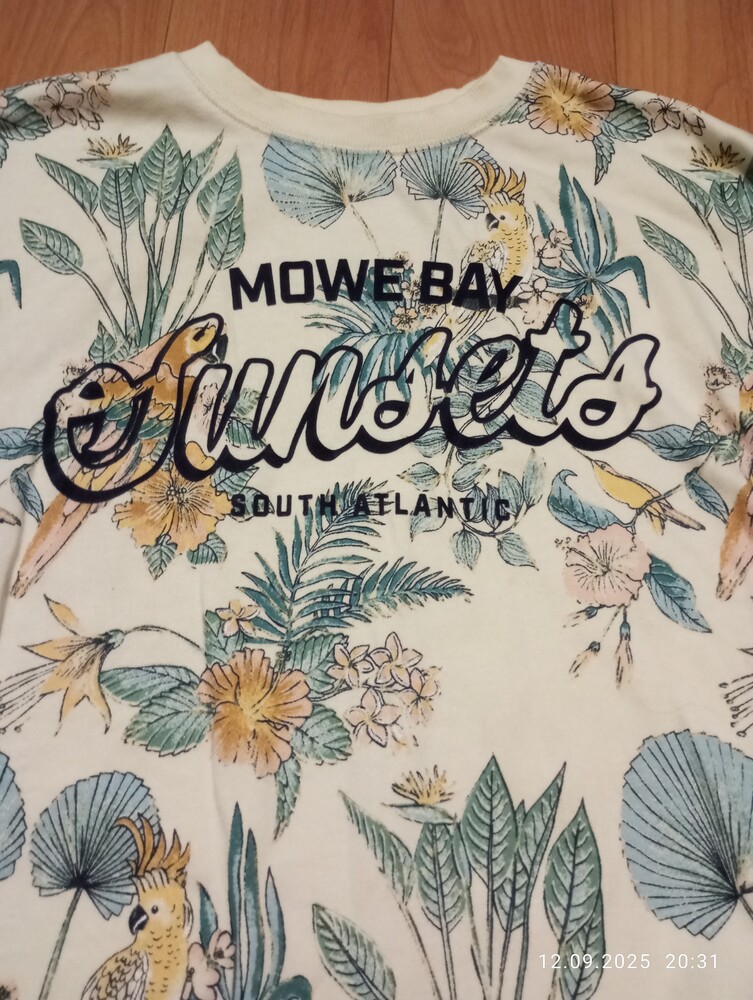 MOWE BAY
Sunsets
SOUTH ATLANTIC
12.09.2025 20:31